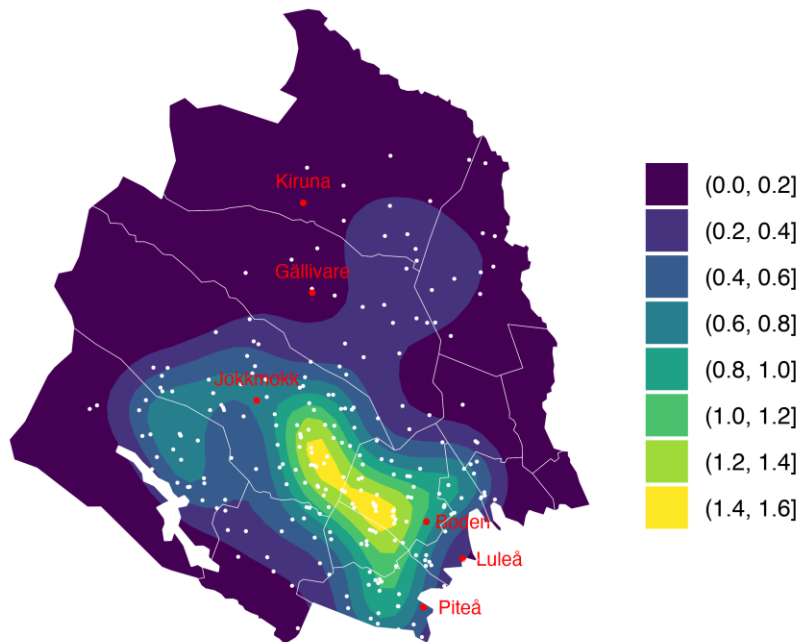 Kiruna
Gällivare
Jokkmokk
Boden
Luleå
Piteå
(0.0, 0.2]
(0.2, 0.4]
(0.4, 0.6]
(0.6, 0.8]
(0.8, 1.0]
(1.0, 1.2]
(1.2, 1.4]
(1.4, 1.6]